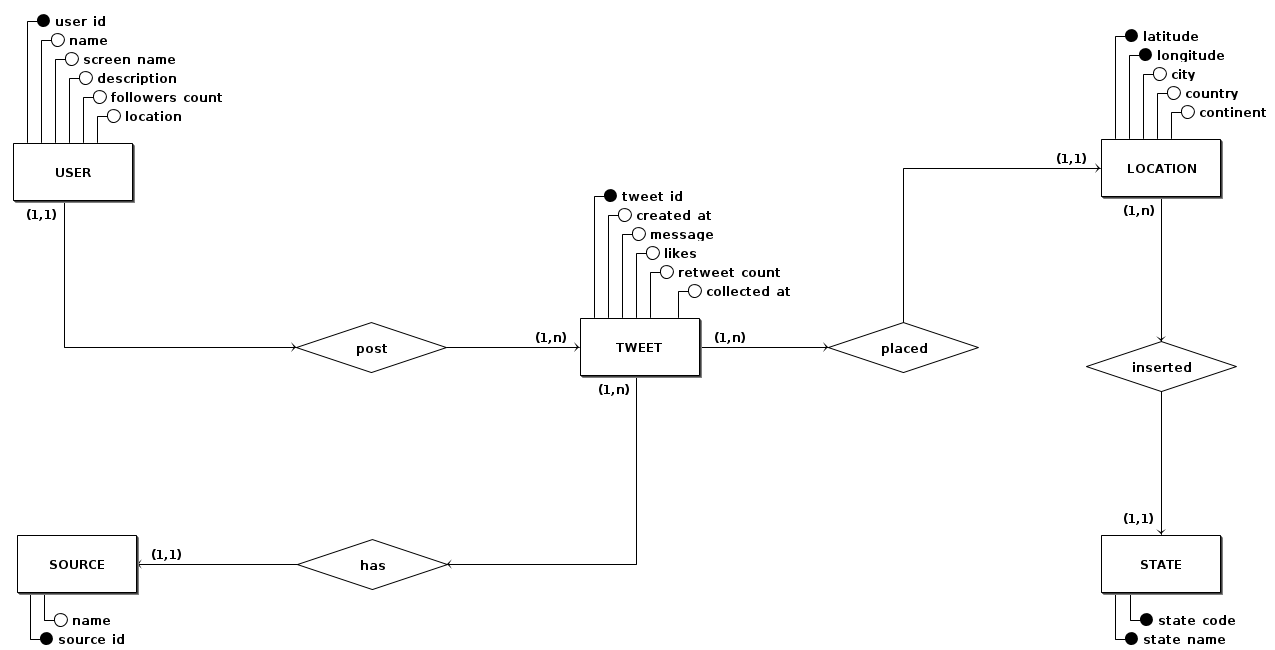 user id
name
screen name
description
followers count
location
USER
(1,1)
latitude
longitude
city
country
continent
LOCATION
(1,1)
(1,n)
tweet id
created at
message
likes
retweet count
collected at
TWEET
(1,n)
(1,n)
(1,n)
post
placed
inserted
(1,1)
STATE
state code
state name
SOURCE
(1,1)
has
name
source id